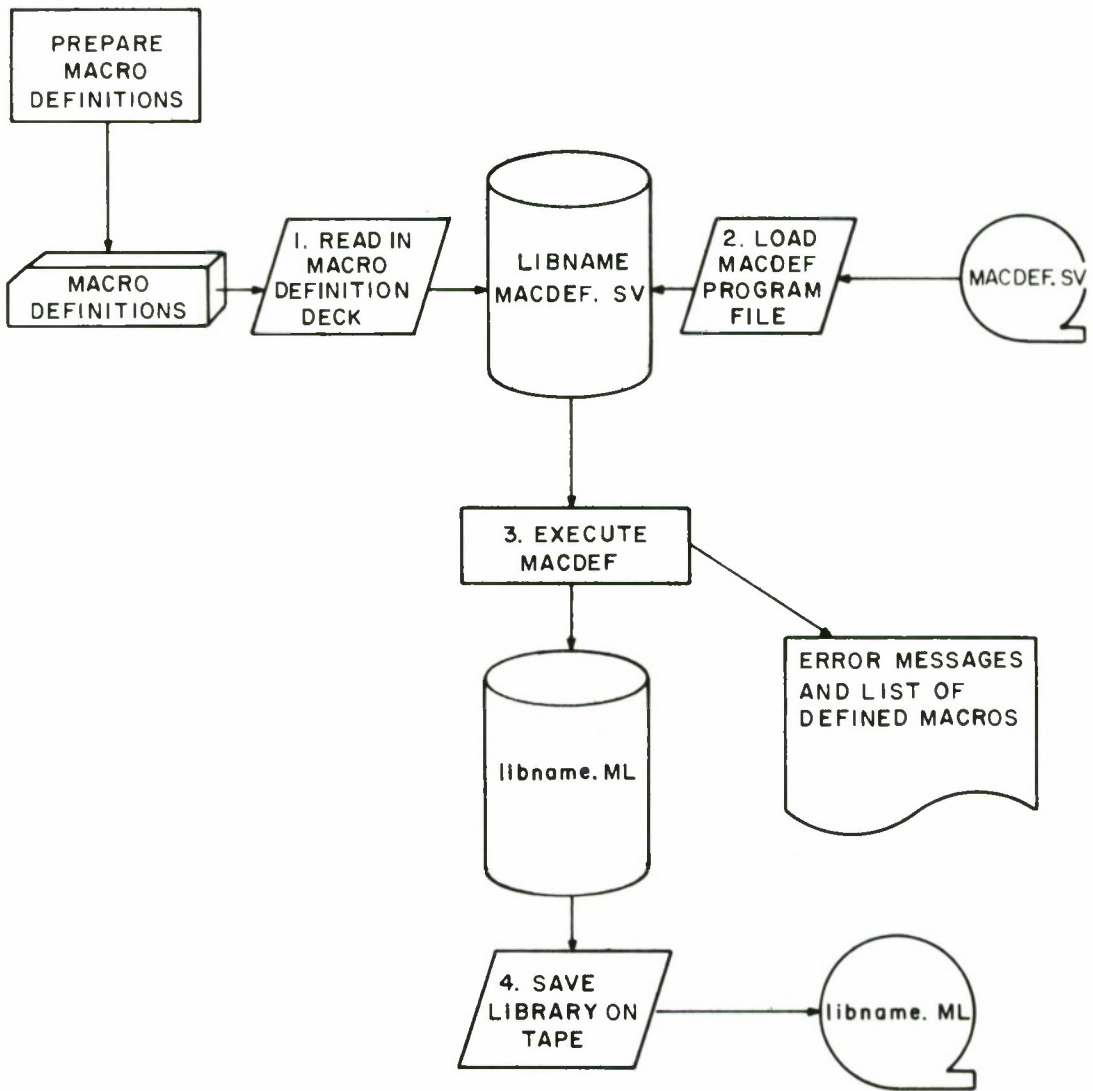 PREPARE
MACRO
DEFINITIONS
MACRO
DEFINITIONS
1. READ IN
MACRO
DEFINITION
DECK
LIBNAME
MACDEF. SV
2. LOAD
MACDEF
PROGRAM
FILE
MACDEF. SV
3. EXECUTE
MACDEF
ERROR MESSAGES
AND LIST OF
DEFINED MACROS
libname. ML
4. SAVE
LIBRARY ON
TAPE
libname. ML